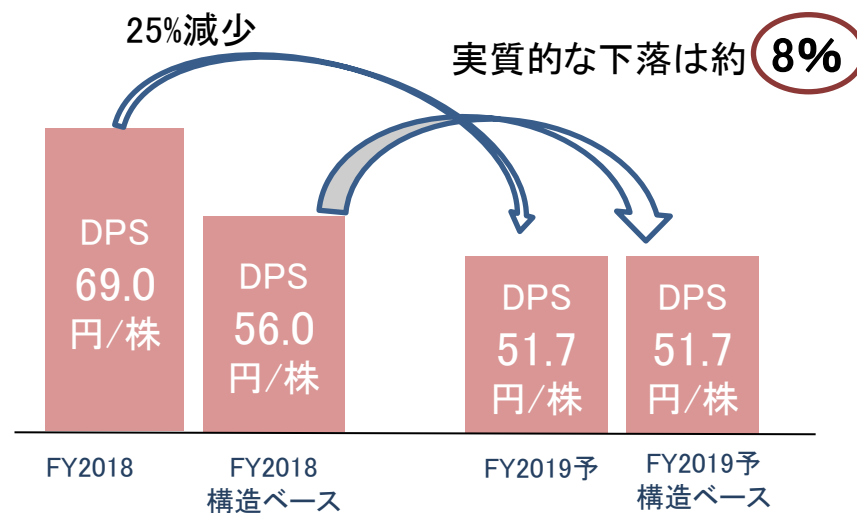 25%減少
実質的な下落は約 8%
DPS
69.0
円/株
DPS
56.0
円/株
DPS
51.7
円/株
DPS
51.7
円/株
FY2018
FY2018
構造ベース
FY2019予
FY2019予
構造ベース